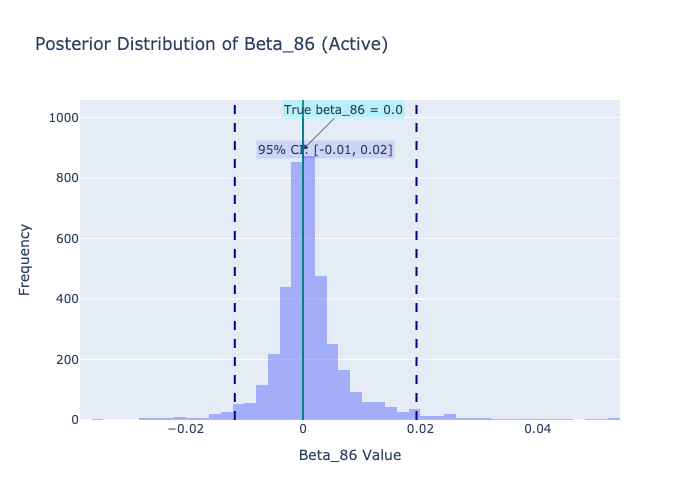 Posterior Distribution of Beta_86 (Active)
True beta_86 = 0.0
95% CI: [-0.01, 0.02]
1000
800
600
400
200
0
Frequency
−0.02
0
0.02
0.04
Beta_86 Value